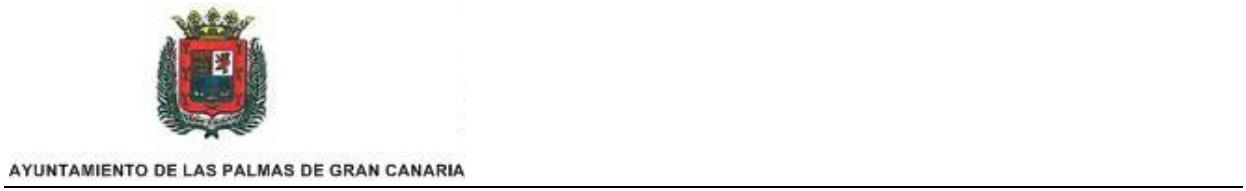 AYUNTAMIENTO DE LAS PALMAS DE GRAN CANARIA